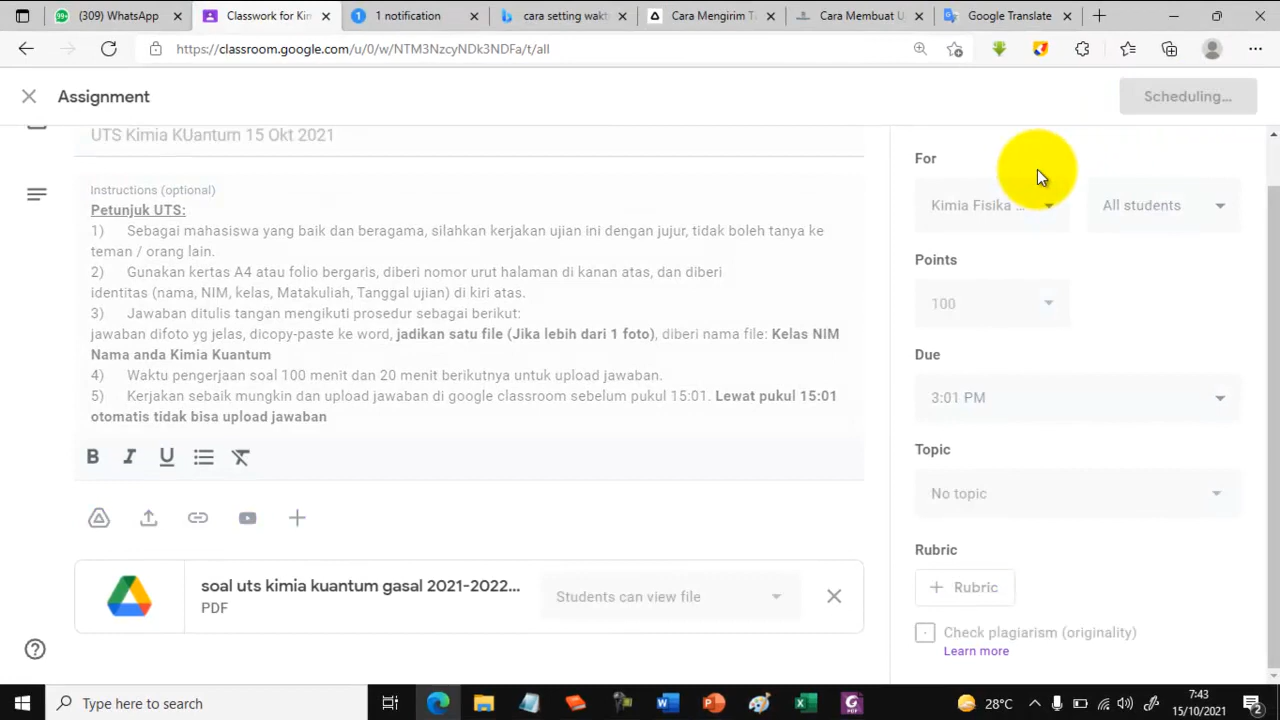 (309) WhatsApp
Classwork for Kin
1 notification
cara setting wakt
Cara Mengirim T
Cara Membuat U
Google Translate
https://classroom.google.com/u/0/w/NTM3NzcyNDk3NDFa/t/all
Assignment
Scheduling...
UTS Kimia KUantum 15 Okt 2021
Instructions (optional)
Petunjuk UTS:
1) Sebagai mahasiswa yang baik dan beragama, silahkan kerjakan ujian ini dengan jujur, tidak boleh tanya ke
teman / orang lain.
2) Gunakan kertas A4 atau folio bergaris, diberi nomor urut halaman di kanan atas, dan diberi
identitas (nama, NIM, kelas, Matakuliah, Tanggal ujian) di kiri atas.
3) Jawaban ditulis tangan mengikuti prosedur sebagai berikut:
jawaban difoto yg jelas, dicopy-paste ke word, jadikan satu file (Jika lebih dari 1 foto), diberi nama file: Kelas NIM
Nama anda Kimia Kuantum
4) Waktu pengerjaan soal 100 menit dan 20 menit berikutnya untuk upload jawaban.
5) Kerjakan sebaik mungkin dan upload jawaban di google classroom sebelum pukul 15:01. Lewat pukul 15:01
otomatis tidak bisa upload jawaban
B I U
soal uts kimia kuantum gasal 2021-2022...
PDF
Students can view file
For
Kimia Fisika ...
All students
Points
100
Due
3:01 PM
Topic
No topic
Rubric
+ Rubric
Check plagiarism (originality)
Learn more
Type here to search
28°C
7:43
15/10/2021
2